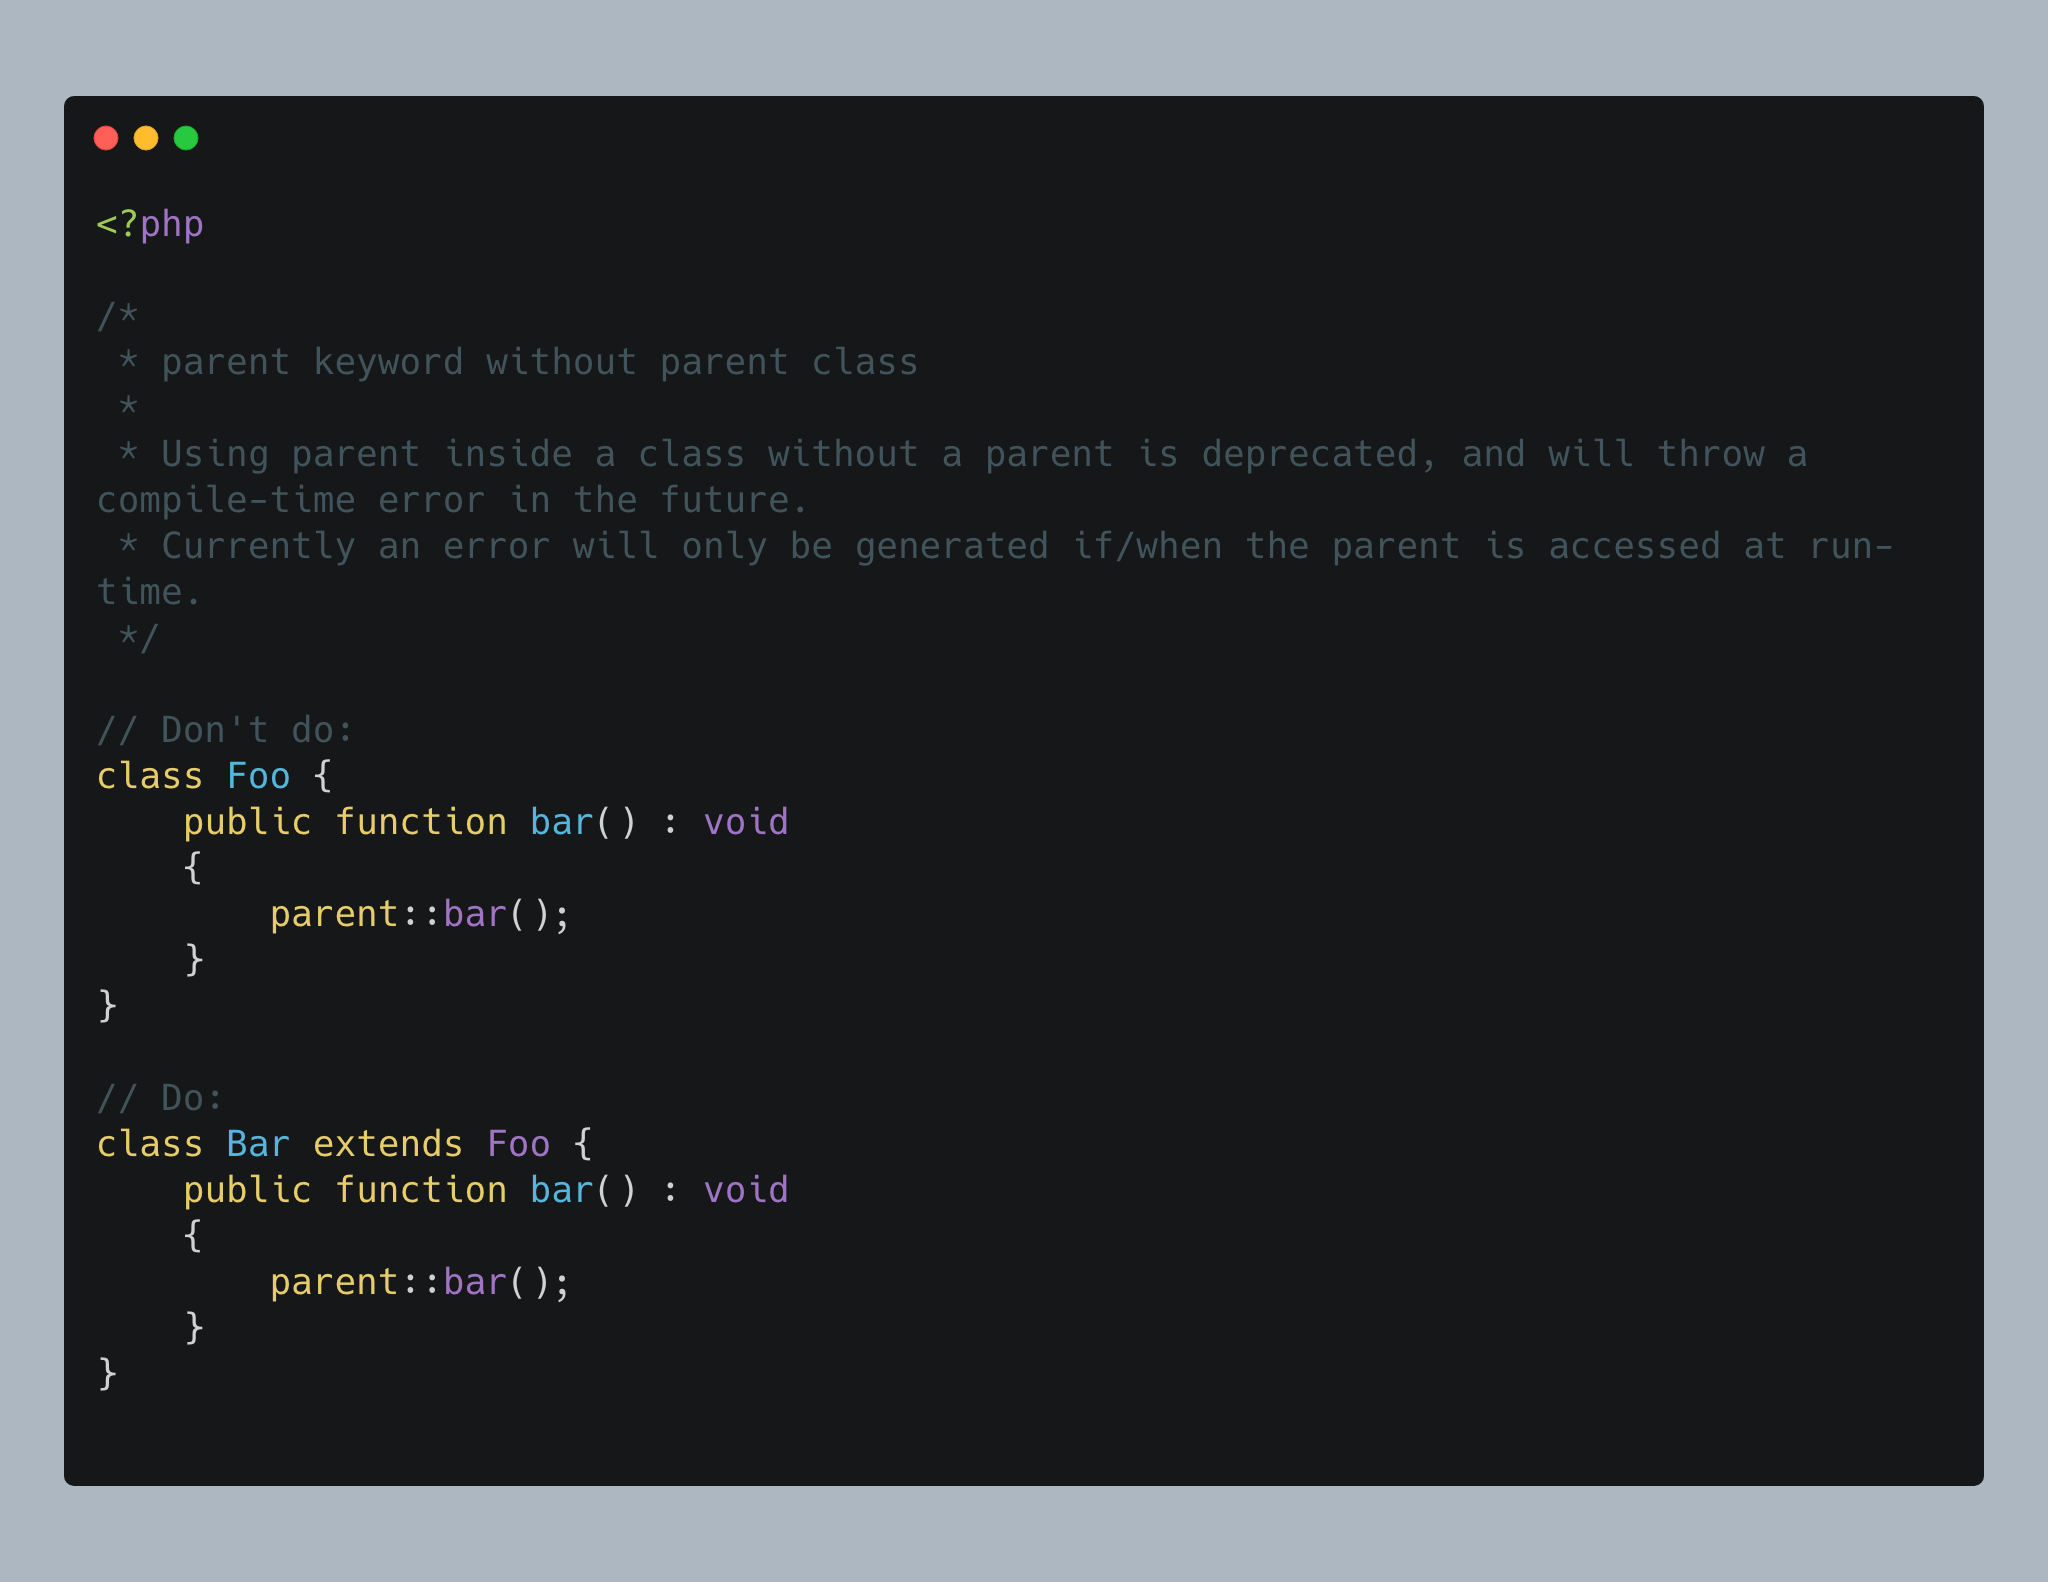 <?php

/*
 * parent keyword without parent class
 *
 * Using parent inside a class without a parent is deprecated, and will throw a
compile-time error in the future.
 * Currently an error will only be generated if/when the parent is accessed at run-
time.
 */

// Don't do:
class Foo {
    public function bar() : void
    {
        parent::bar();
    }
}

// Do:
class Bar extends Foo {
    public function bar() : void
    {
        parent::bar();
    }
}